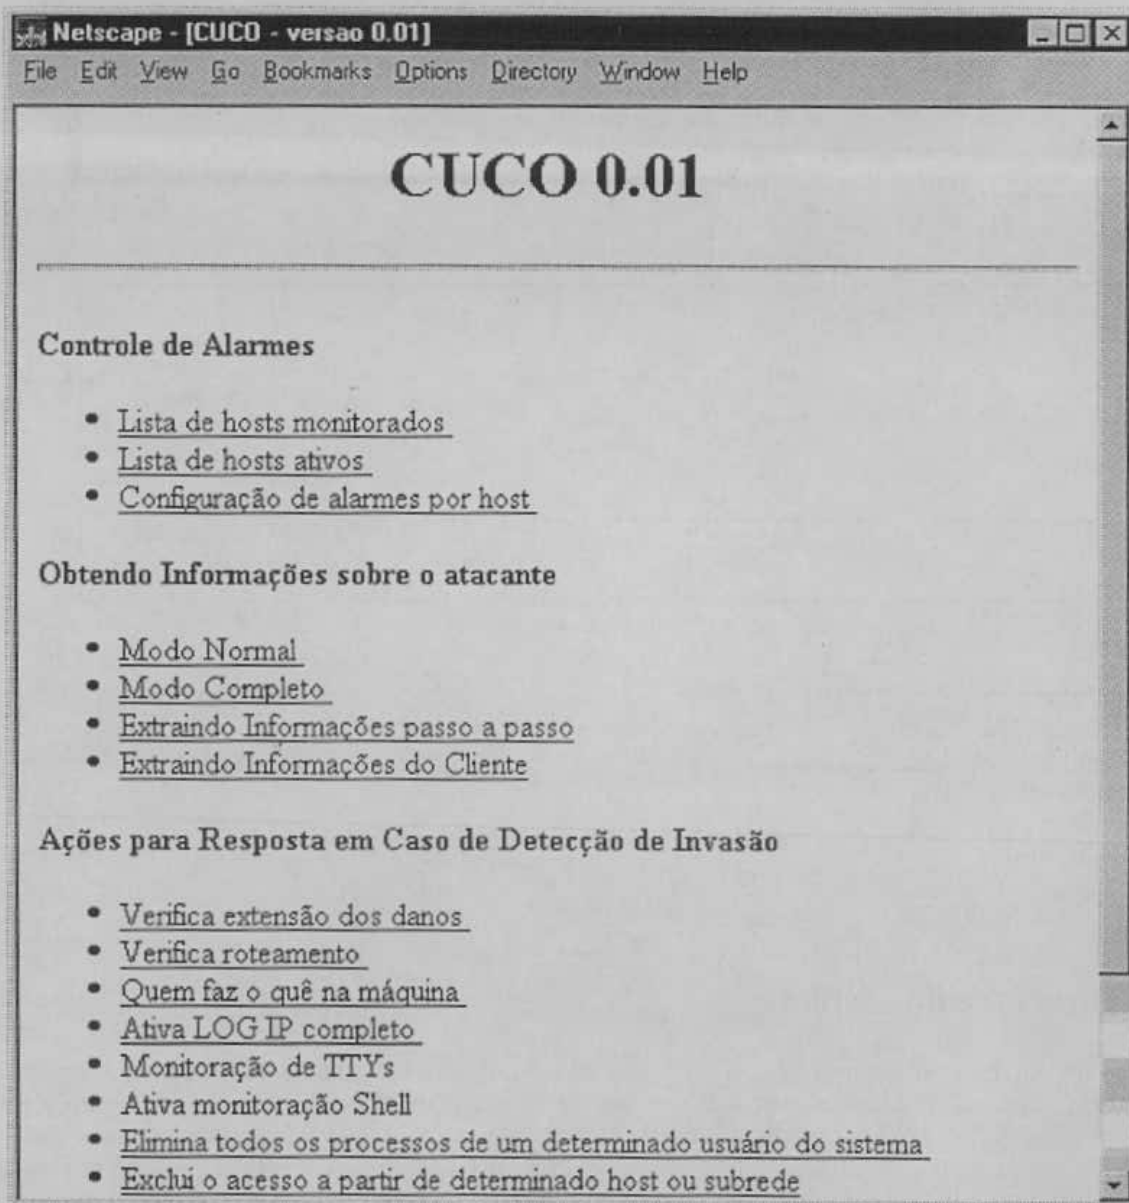 Netscape - [CUCO - versao 0.01]
File Edit View Go Bookmarks Options Directory Window Help
CUCO 0.01
Controle de Alarmes
• Lista de hosts monitorados
• Lista de hosts ativos
• Configuração de alarmes por host
Obtendo Informações sobre o atacante
• Modo Normal
• Modo Completo
• Extraindo Informações passo a passo
• Extraindo Informações do Cliente
Ações para Resposta em Caso de Detecção de Invasão
• Verifica extensão dos danos
• Verifica roteamento
• Quem faz o quê na máquina
• Ativa LOG IP completo
• Monitoração de TTYs
• Ativa monitoração Shell
• Elimina todos os processos de um determinado usuário do sistema
• Exclui o acesso a partir de determinado host ou subrede